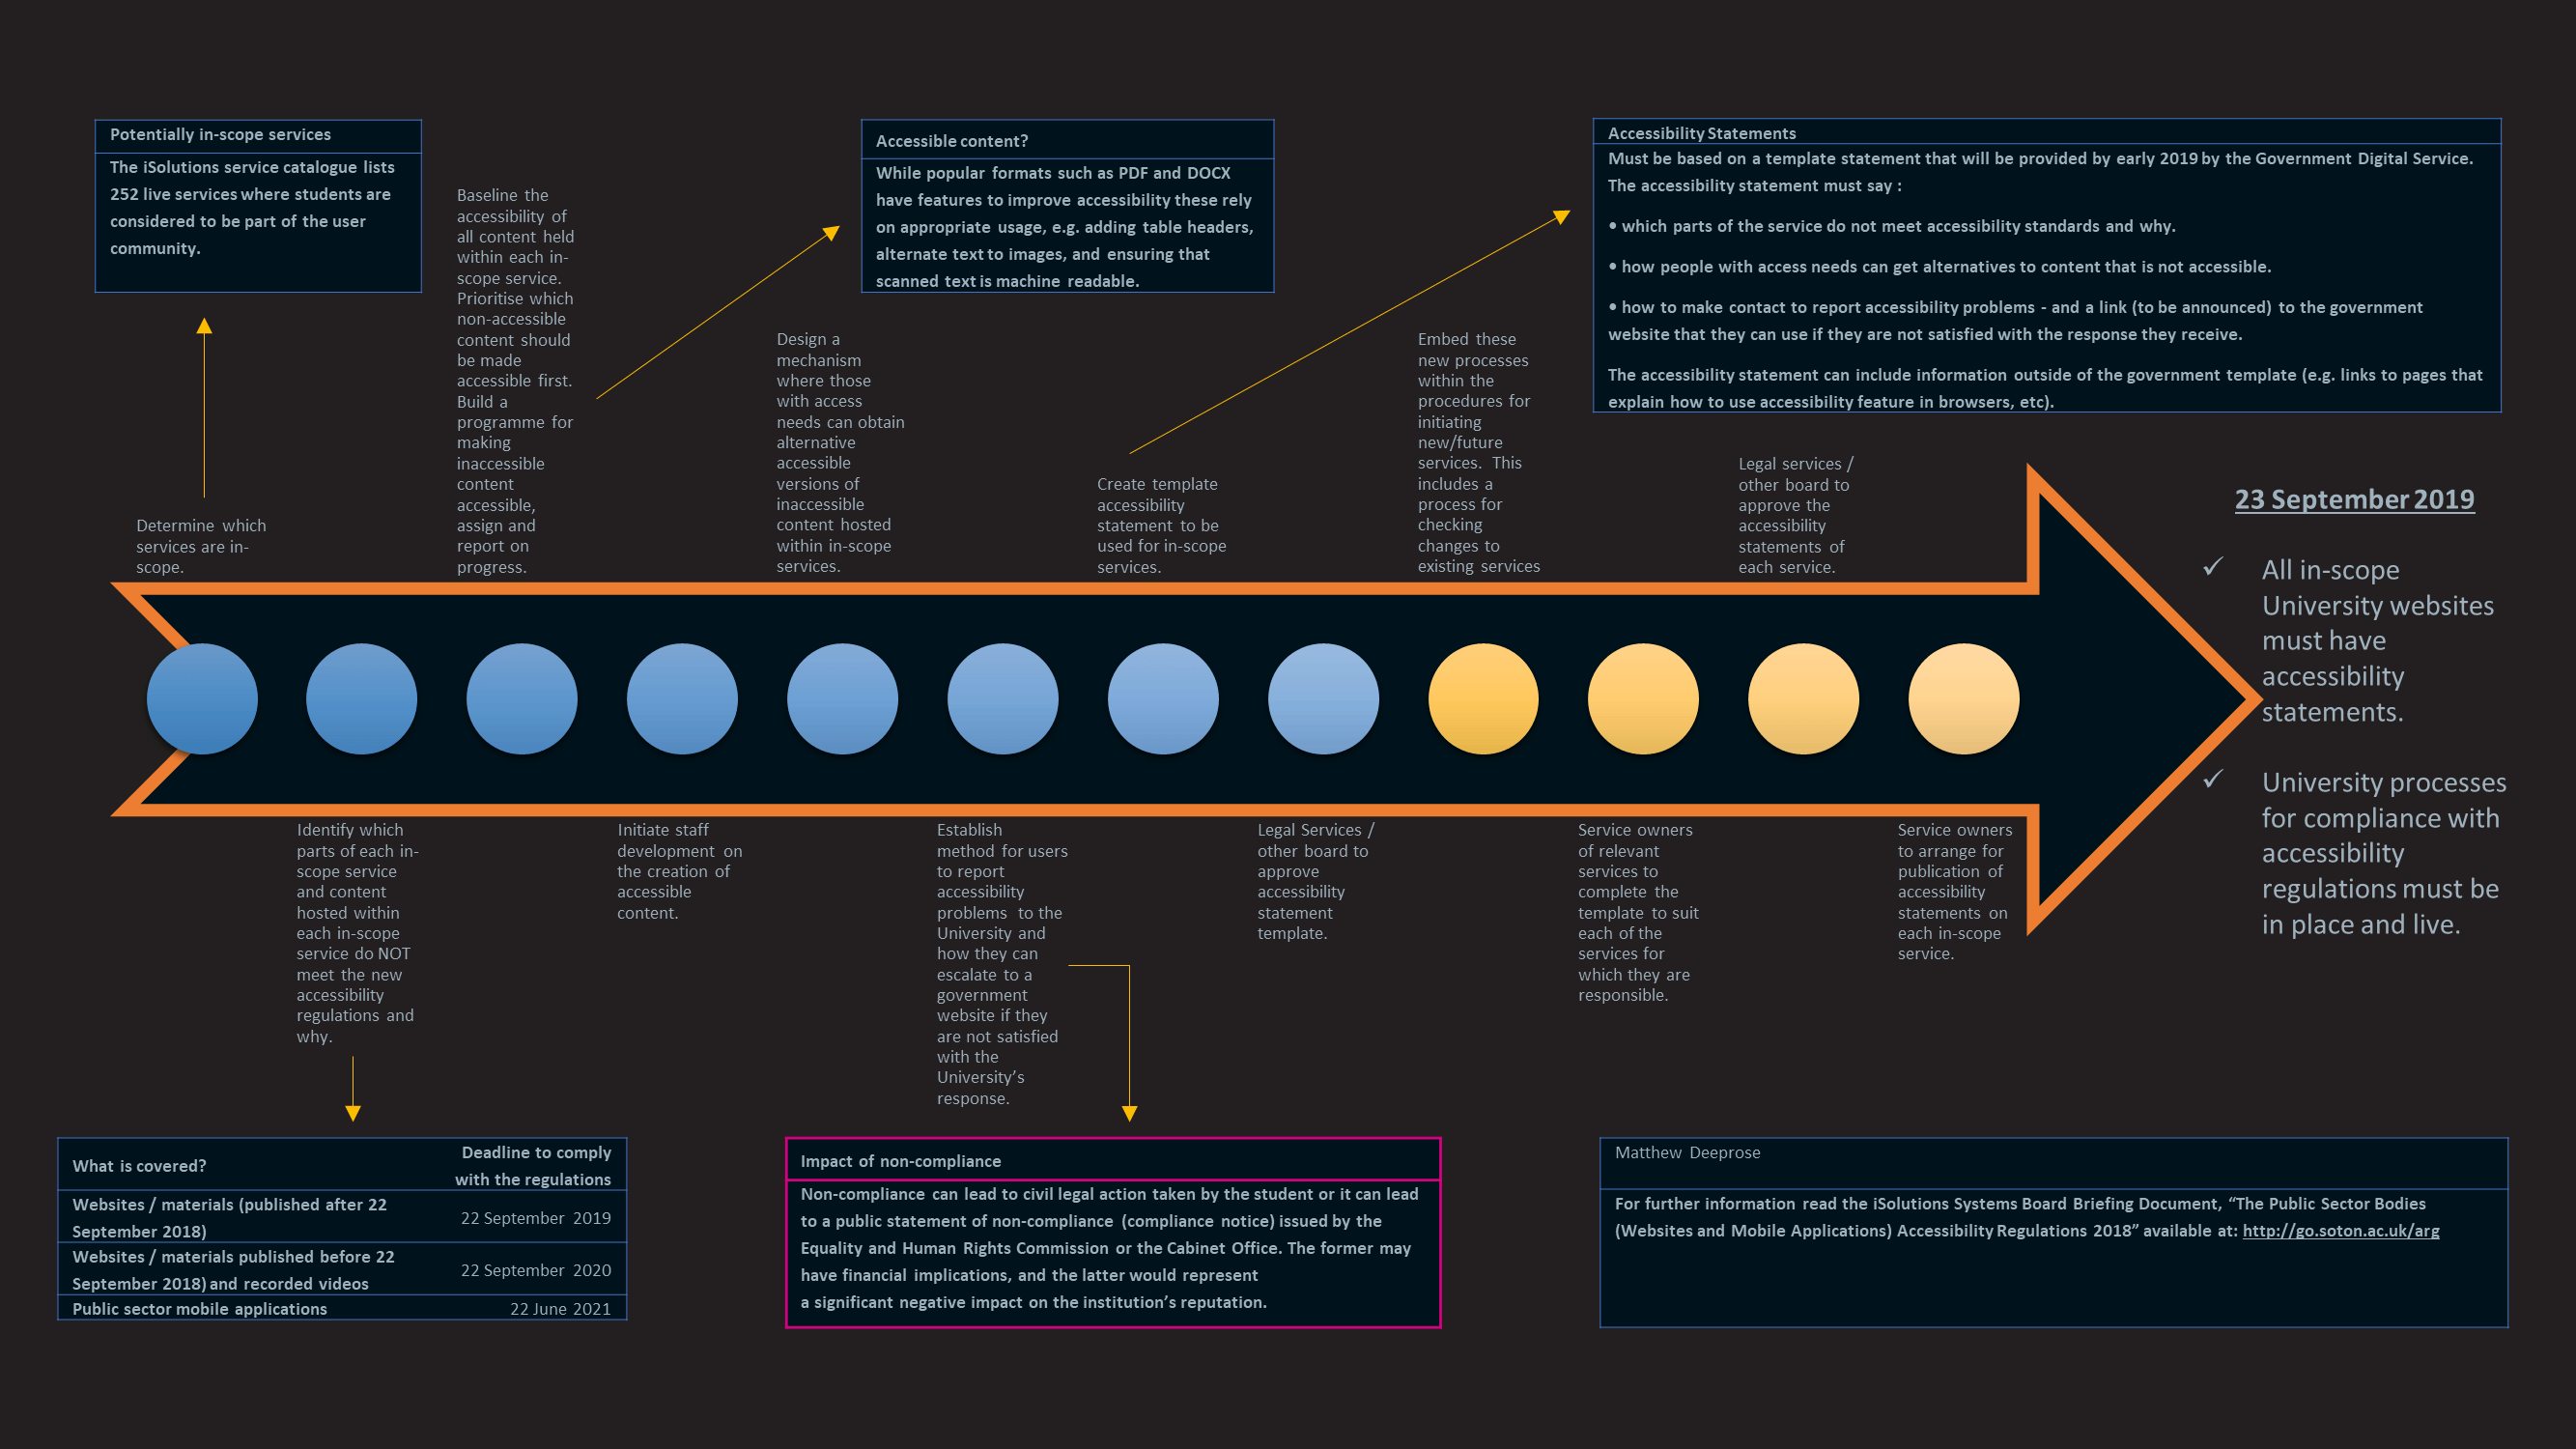 Potentially in-scope services
The iSolutions service catalogue lists
252 live services where students are
considered to be part of the user
community.
Accessible content?
While popular formats such as PDF and DOCX
have features to improve accessibility these rely
on appropriate usage, e.g. adding table headers,
alternate text to images, and ensuring that
scanned text is machine readable.
Accessibility Statements
Must be based on a template statement that will be provided by early 2019 by the Government Digital Service.
The accessibility statement must say :
• which parts of the service do not meet accessibility standards and why.
• how people with access needs can get alternatives to content that is not accessible.
• how to make contact to report accessibility problems - and a link (to be announced) to the government
website that they can use if they are not satisfied with the response they receive.
The accessibility statement can include information outside of the government template (e.g. links to pages that
explain how to use accessibility feature in browsers, etc).
Determine which
services are in-
scope.
Baseline the
accessibility of
all content held
within each in-
scope service.
Prioritise which
non-accessible
content should
be made
accessible first.
Build a
programme for
making
inaccessible
content
accessible,
assign and
report on
progress.
Design a
mechanism
where those
with access
needs can obtain
alternative
accessible
versions of
inaccessible
content hosted
within in-scope
services.
Create template
accessibility
statement to be
used for in-scope
services.
Embed these
new processes
within the
procedures for
initiating
new/future
services. This
includes a
process for
checking
changes to
existing services
Legal services /
other board to
approve the
accessibility
statements of
each service.
23 September 2019
✓ All in-scope
University websites
must have
accessibility
statements.
✓ University processes
for compliance with
accessibility
regulations must be
in place and live.
Identify which
parts of each in-
scope service
and content
hosted within
each in-scope
service do NOT
meet the new
accessibility
regulations and
why.
Initiate staff
development on
the creation of
accessible
content.
Establish
method for users
to report
accessibility
problems to the
University and
how they can
escalate to a
government
website if they
are not satisfied
with the
University’s
response.
Legal Services /
other board to
approve
accessibility
statement
template.
Service owners
of relevant
services to
complete the
template to suit
each of the
services for
which they are
responsible.
Service owners
to arrange for
publication of
accessibility
statements on
each in-scope
service.
What is covered?
Deadline to comply
with the regulations
Websites / materials (published after 22
September 2018)
22 September 2019
Websites / materials published before 22
September 2018) and recorded videos
22 September 2020
Public sector mobile applications
22 June 2021
Impact of non-compliance
Non-compliance can lead to civil legal action taken by the student or it can lead
to a public statement of non-compliance (compliance notice) issued by the
Equality and Human Rights Commission or the Cabinet Office. The former may
have financial implications, and the latter would represent
a significant negative impact on the institution’s reputation.
Matthew Deeprose
For further information read the iSolutions Systems Board Briefing Document, “The Public Sector Bodies
(Websites and Mobile Applications) Accessibility Regulations 2018” available at: http://go.soton.ac.uk/arg